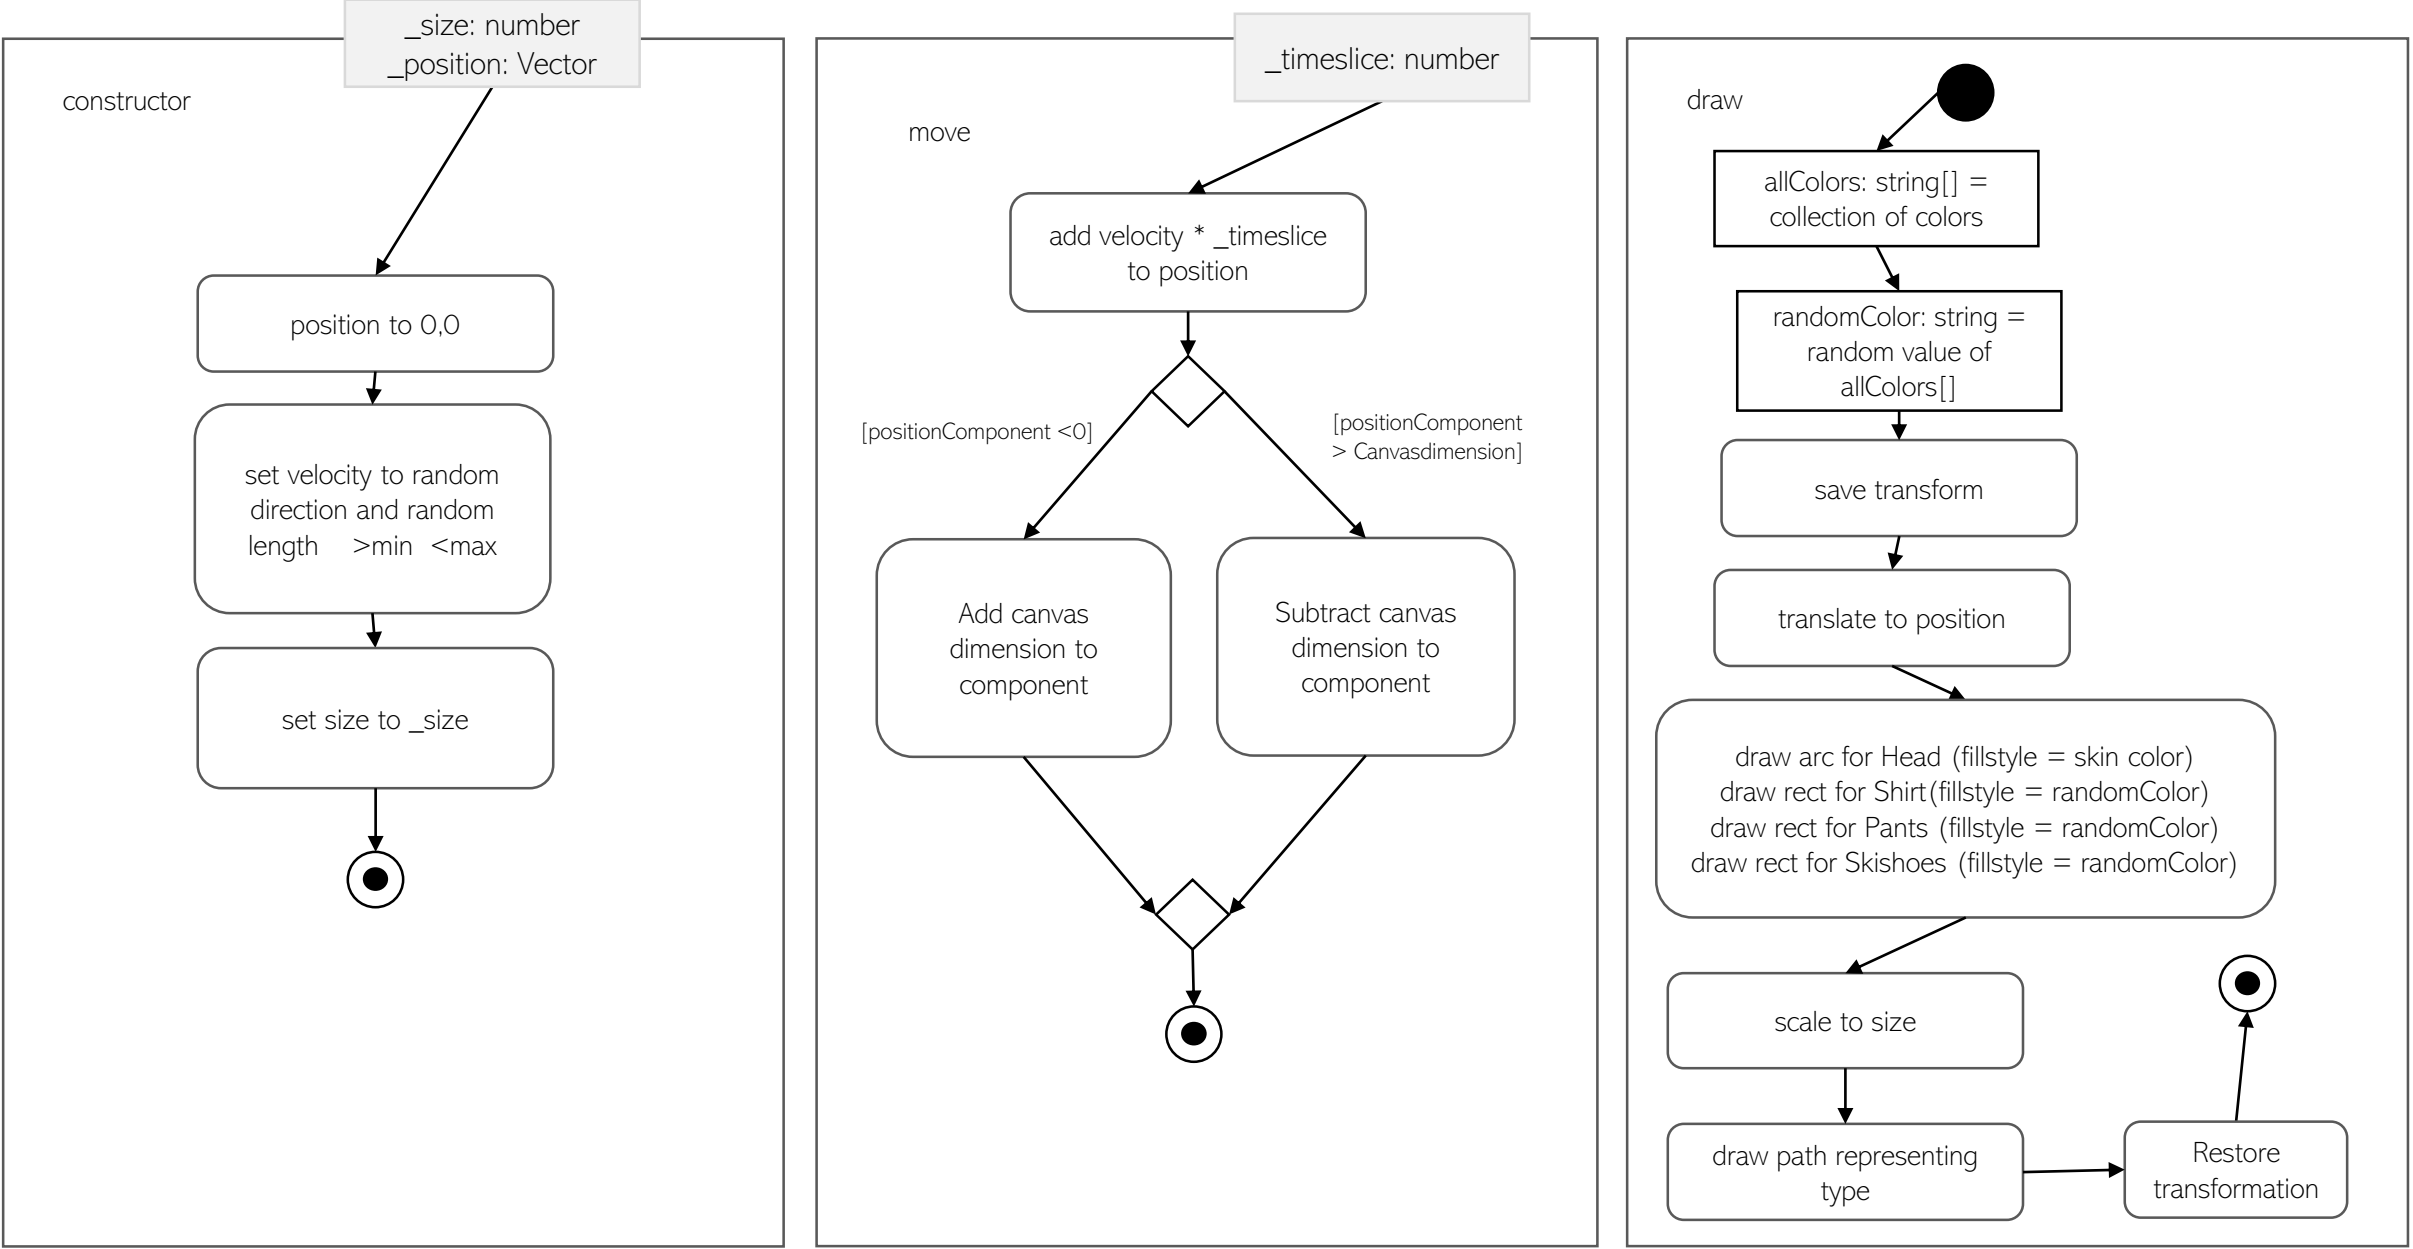 _size: number
_position: Vector
constructor
position to 0,0
set velocity to random
direction and random
length >min <max
set size to _size
_timeslice: number
move
add velocity * _timeslice
to position
[positionComponent <0]
[positionComponent
> Canvasdimension]
Add canvas
dimension to
component
Subtract canvas
dimension to
component
draw
allColors: string[] =
collection of colors
randomColor: string =
random value of
allColors[]
save transform
translate to position
draw arc for Head (fillstyle = skin color)
draw rect for Shirt(fillstyle = randomColor)
draw rect for Pants (fillstyle = randomColor)
draw rect for Skishoes (fillstyle = randomColor)
scale to size
draw path representing
type
Restore
transformation